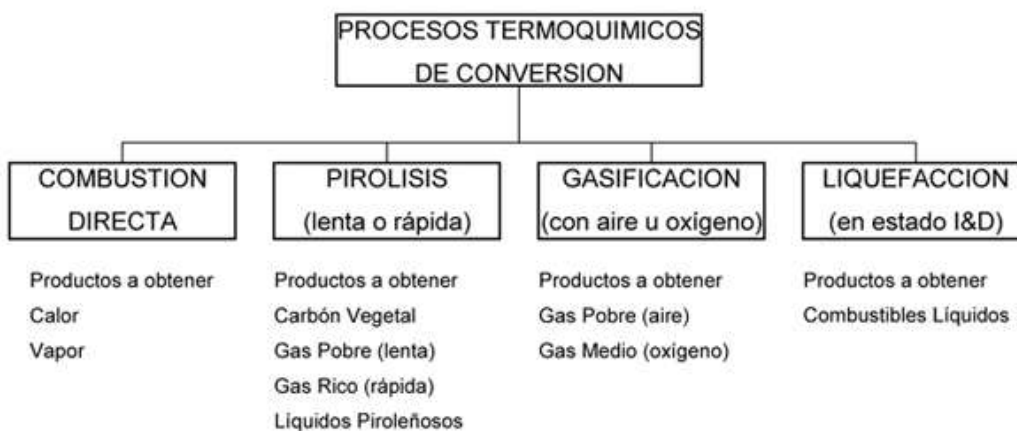 PROCESOS TERMOQUIMICOS
DE CONVERSION
COMBUSTION
DIRECTA
Productos a obtener
Calor
Vapor
PIROLISIS
(lenta o rápida)
Productos a obtener
Carbón Vegetal
Gas Pobre (lenta)
Gas Rico (rápida)
Líquidos Piroleñosos
GASIFICACION
(con aire u oxígeno)
Productos a obtener
Gas Pobre (aire)
Gas Medio (oxígeno)
LIQUEFACCION
(en estado I&D)
Productos a obtener
Combustibles Líquidos